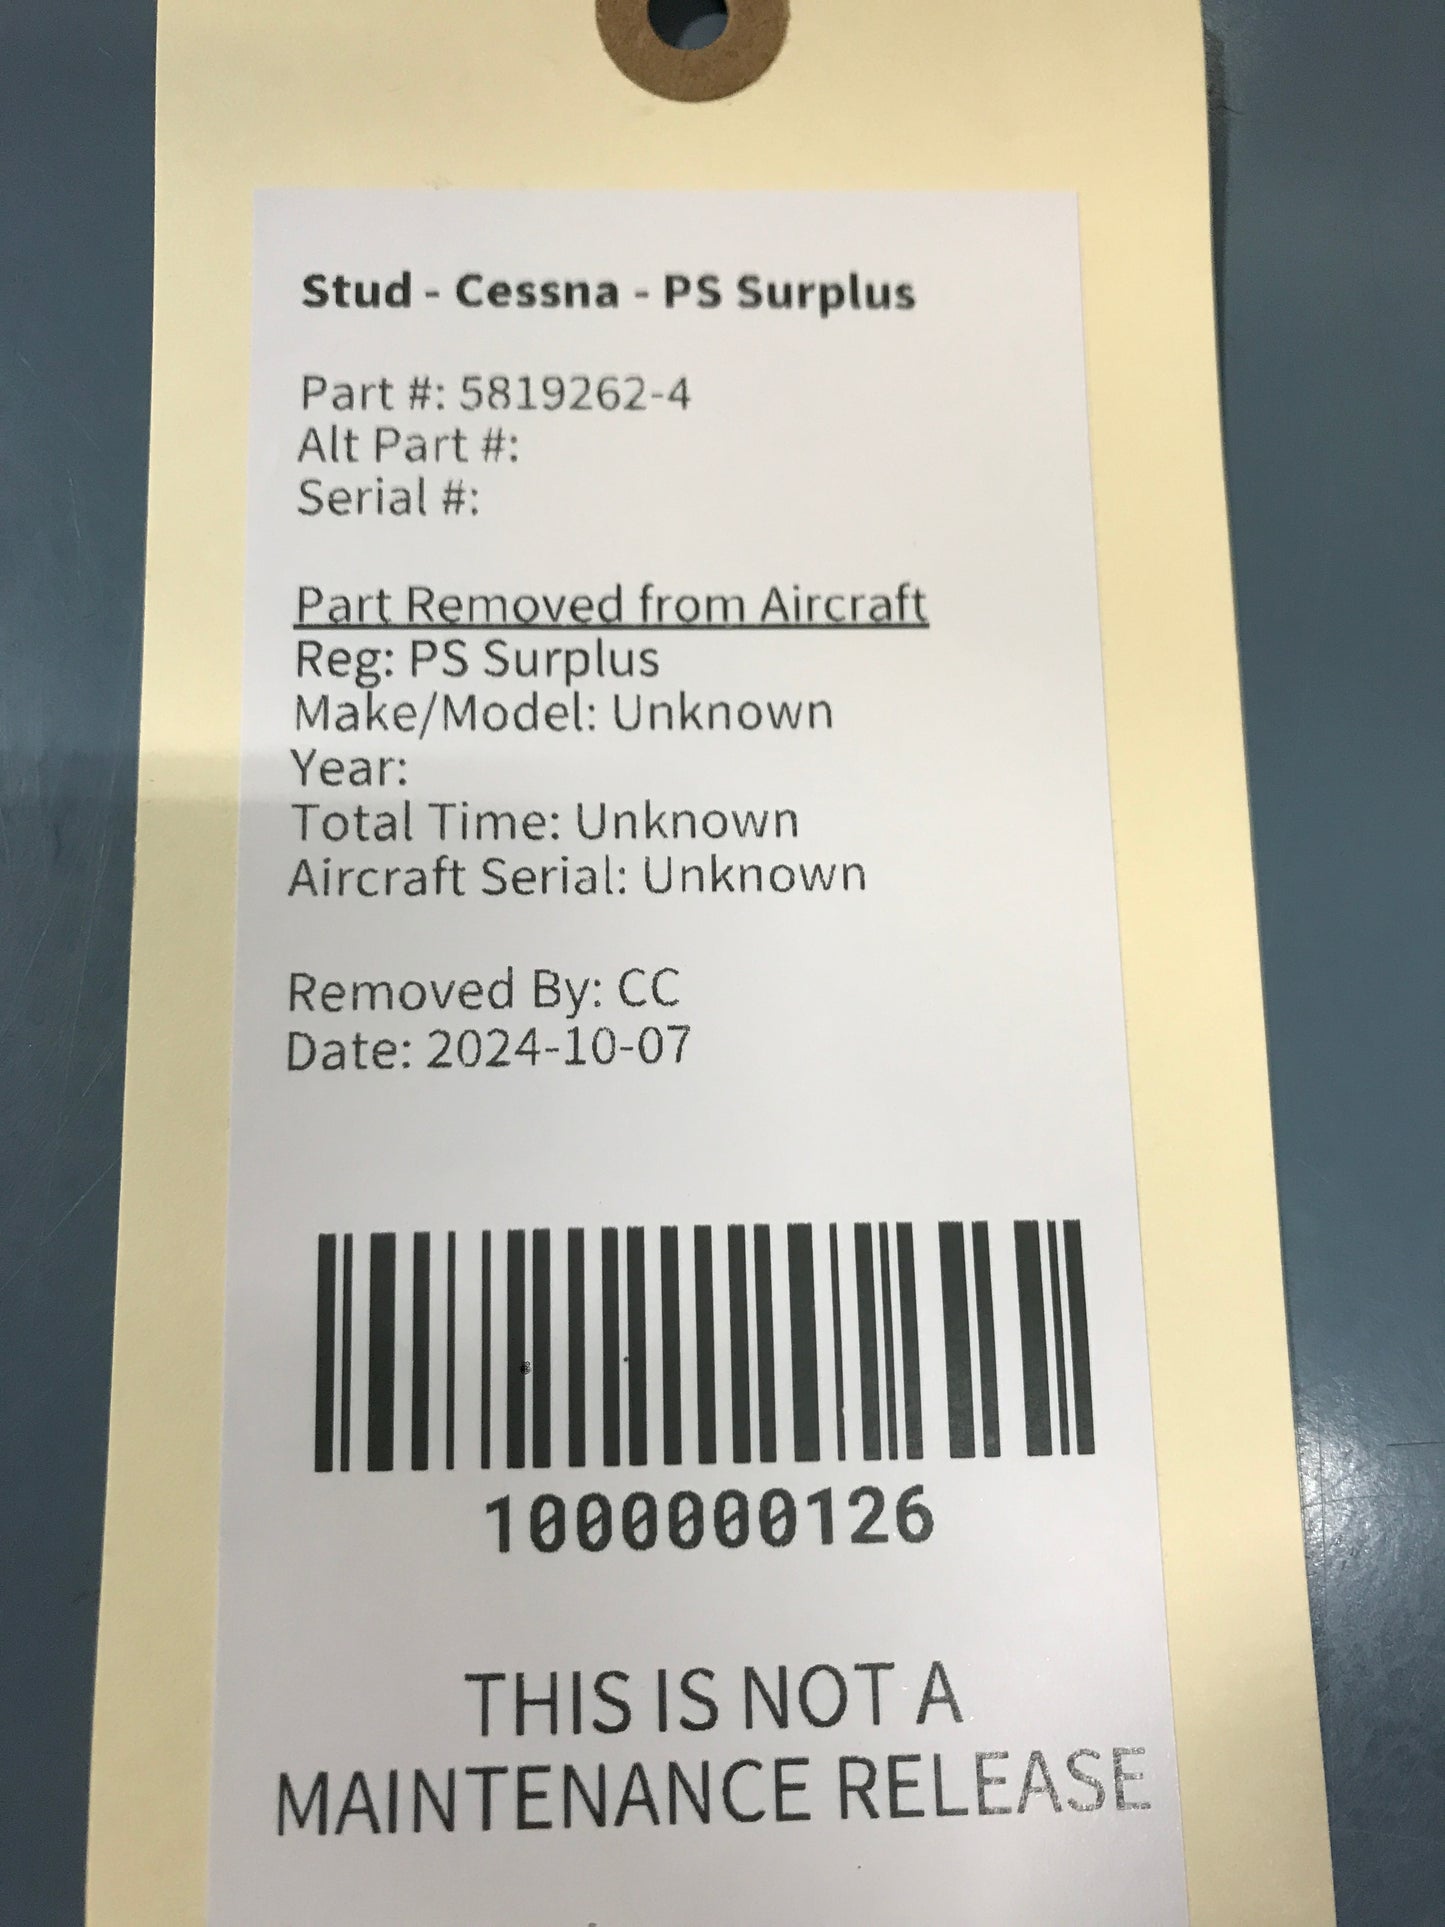 Stud - Cessna - PS Surplus
Part #: 5819262-4
Alt Part #:
Serial #:
Part Removed from Aircraft
Reg: PS Surplus
Make/Model: Unknown
Year:
Total Time: Unknown
Aircraft Serial: Unknown
Removed By: CC
Date: 2024-10-07
1000000126
THIS IS NOT A
MAINTENANCE RELEASE